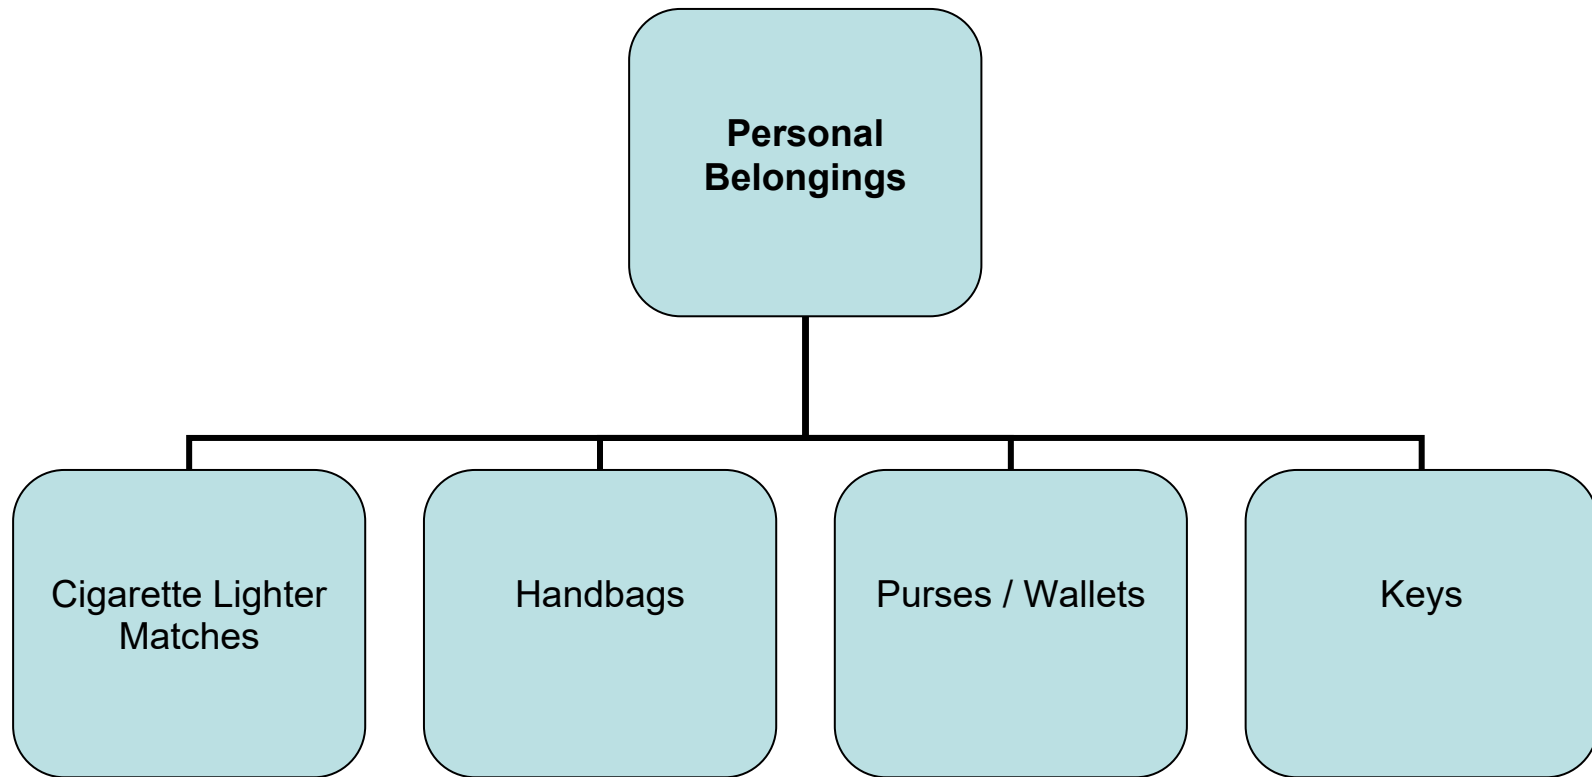 Personal
Belongings
Cigarette Lighter
Matches
Handbags
Purses / Wallets
Keys